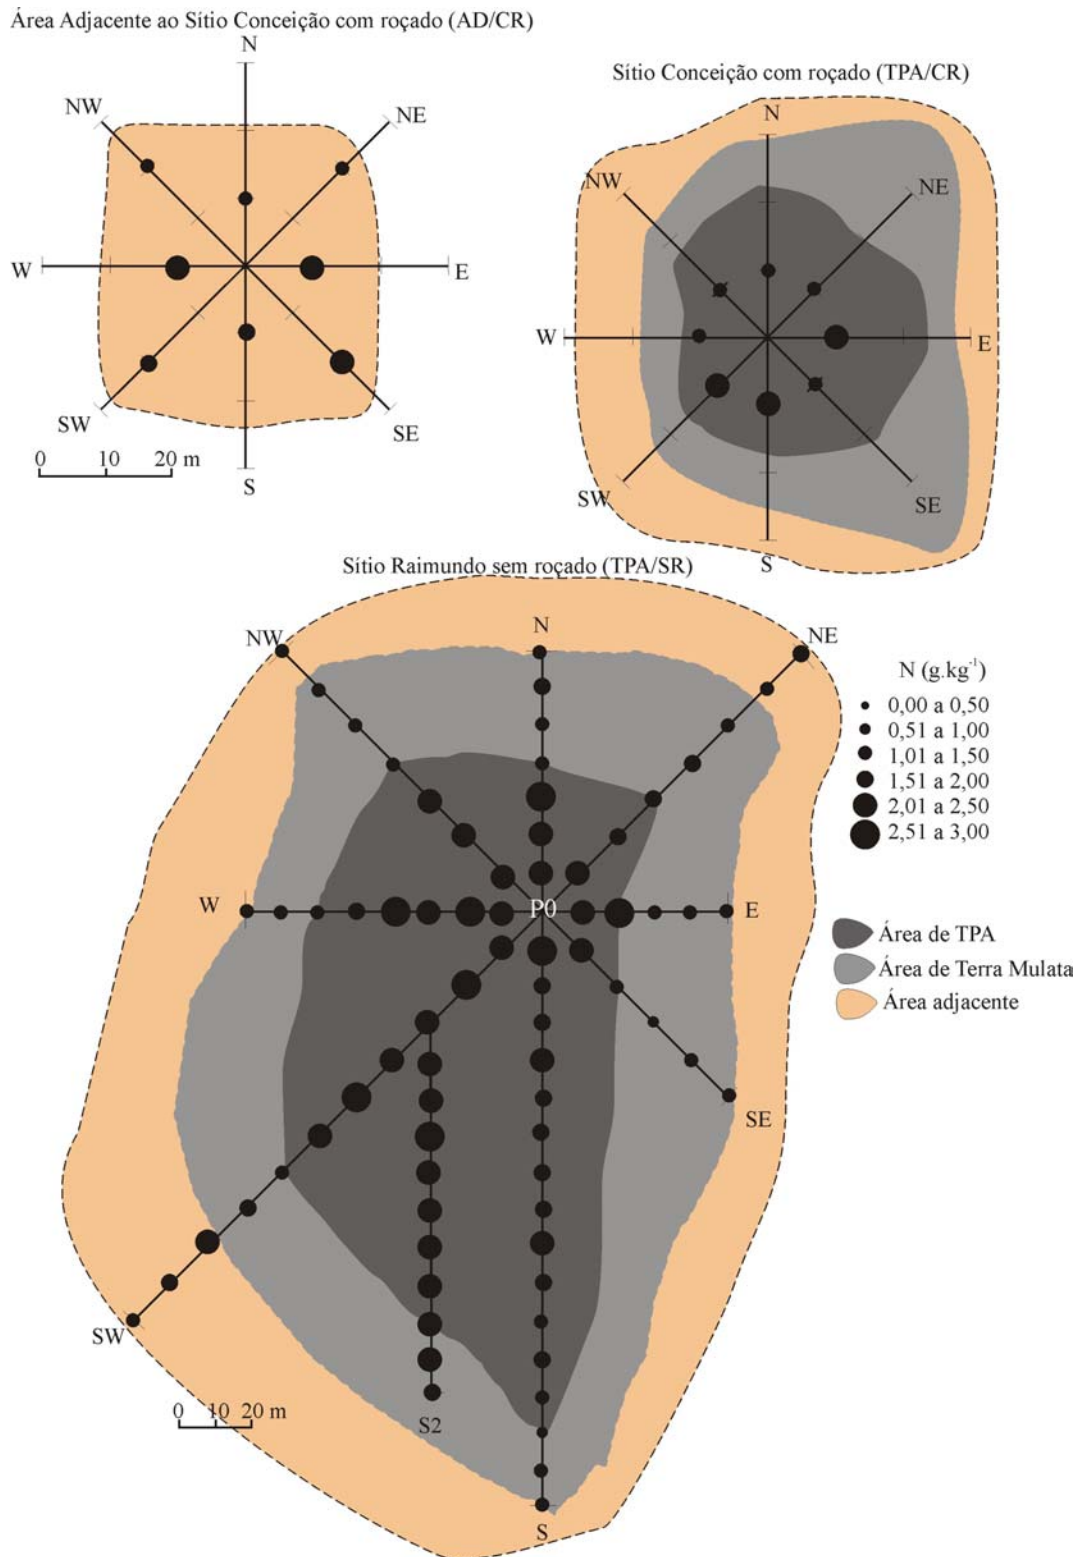 Área Adjacente ao Sítio Conceição com roçado (AD/CR)
N
NW
NE
W
E
SW
SE
S
0 10 20 m
Sítio Conceição com roçado (TPA/CR)
N
NW
NE
W
E
SW
SE
S
Sítio Raimundo sem roçado (TPA/SR)
N
NW
NE
W
P0
E
SE
SW
S2
S
0 10 20 m
N (g.kg⁻¹)
0,00 a 0,50
0,51 a 1,00
1,01 a 1,50
1,51 a 2,00
2,01 a 2,50
2,51 a 3,00
Área de TPA
Área de Terra Mulata
Área adjacente